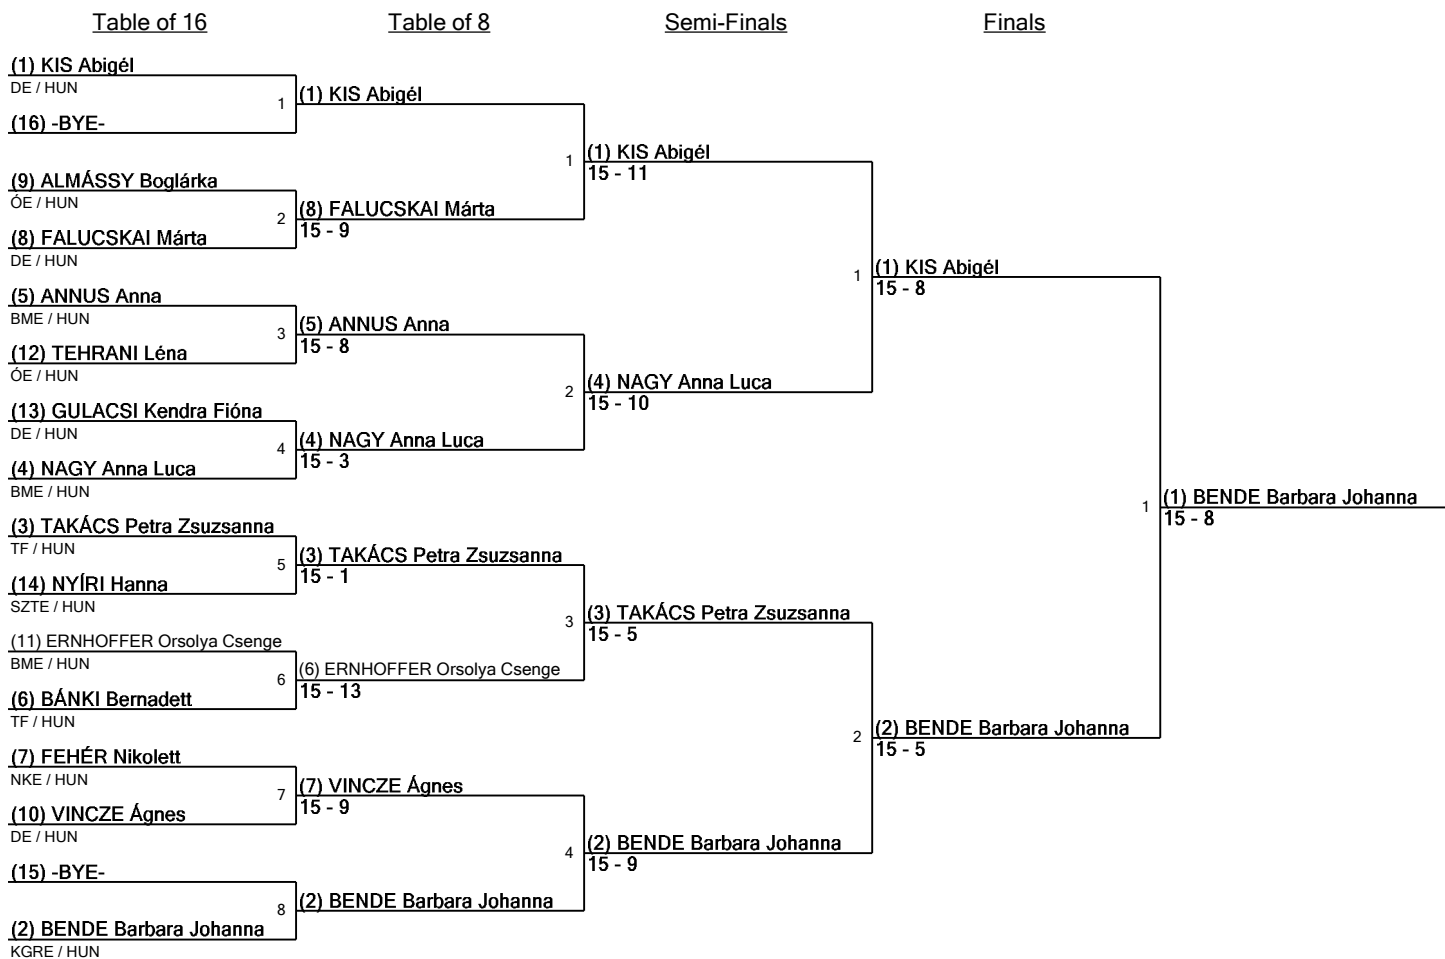 Table of 16
Table of 8
Semi-Finals
Finals
(1) KIS Abigél
DE / HUN
1
(16) -BYE-
(9) ALMÁSSY Boglárka
ÓE / HUN
2
(8) FALUCSKAI Márta
DE / HUN
(5) ANNUS Anna
BME / HUN
3
(12) TEHRANI Léna
ÓE / HUN
(13) GULACSI Kendra Fióna
DE / HUN
4
(4) NAGY Anna Luca
BME / HUN
(3) TAKÁCS Petra Zsuzsanna
TF / HUN
5
(14) NYÍRI Hanna
SZTE / HUN
(11) ERNHOFFER Orsolya Csenge
BME / HUN
6
(6) BÁNKI Bernadett
TF / HUN
(7) FEHÉR Nikolett
NKE / HUN
7
(10) VINCZE Ágnes
DE / HUN
(15) -BYE-
8
(2) BENDE Barbara Johanna
KGRE / HUN
(1) KIS Abigél
1
(8) FALUCSKAI Márta
15 - 9
(5) ANNUS Anna
15 - 8
2
(4) NAGY Anna Luca
15 - 3
(3) TAKÁCS Petra Zsuzsanna
15 - 1
3
(6) ERNHOFFER Orsolya Csenge
15 - 13
(7) VINCZE Ágnes
15 - 9
4
(2) BENDE Barbara Johanna
(1) KIS Abigél
15 - 11
1
(4) NAGY Anna Luca
15 - 10
(3) TAKÁCS Petra Zsuzsanna
15 - 5
2
(2) BENDE Barbara Johanna
15 - 9
(1) KIS Abigél
15 - 8
1
(2) BENDE Barbara Johanna
15 - 5
(1) BENDE Barbara Johanna
15 - 8